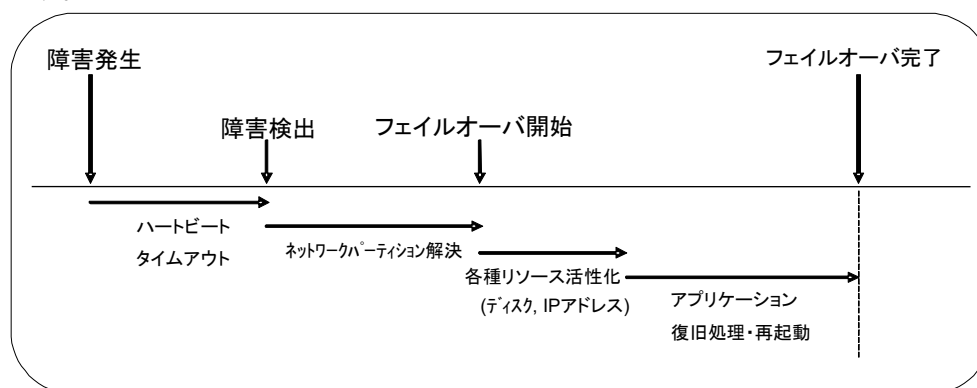 障害発生
フェイルオーバ完了
障害検出
フェイルオーバ開始
ハートビート
タイムアウト
ネットワークパーティション解決
各種リソース活性化
(ディスク, IPアドレス)
アプリケーション
復旧処理・再起動